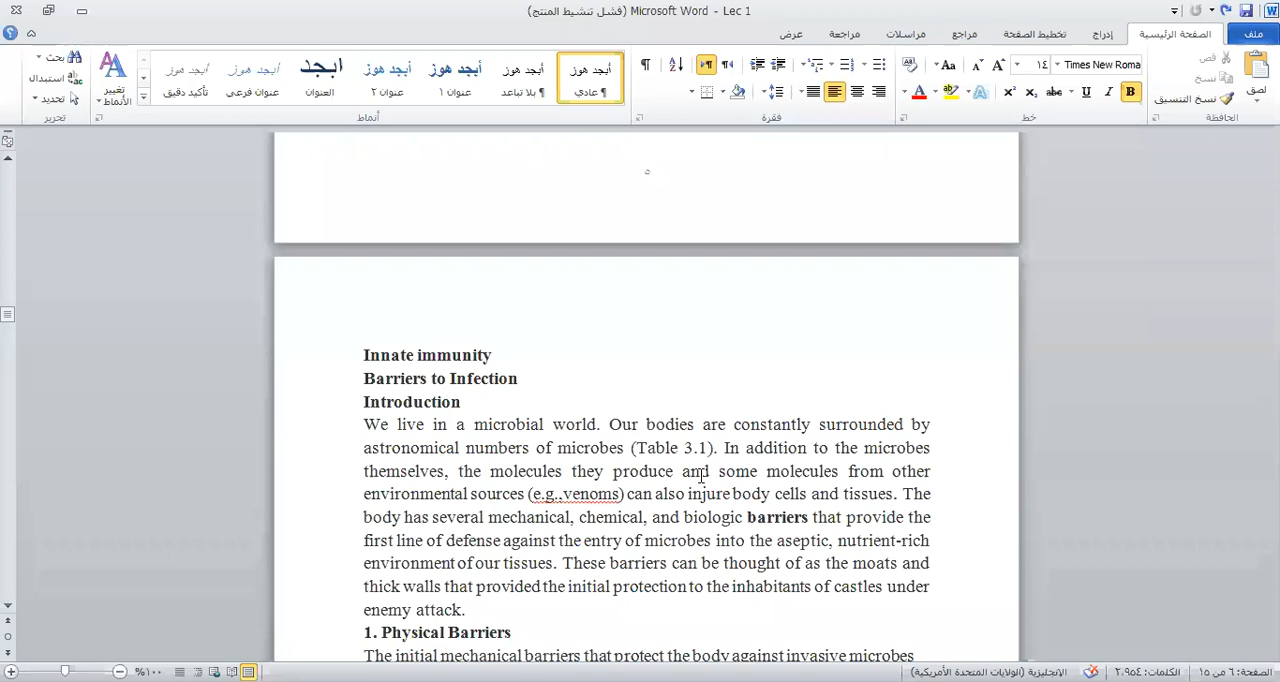 Microsoft Word - Lec 1 (فشل تنشيط المنتج)
ملف
الصفحة الرئيسية
إدراج
تخطيط الصفحة
مراجع
مراسلات
مراجعة
عرض
لصق
قص
نسخ
نسخ التنسيق
الحافظة
Times New Roma
١٤
Aa
B I U abc x₂ x²
خط
فقرة
أبجد هوز
أبجد هوز
أبجد هوز
أبجد هوز
ابجد
أبجد هوز
أبجد هوز
¶ عادي
¶ بلا تباعد
عنوان ١
عنوان ٢
العنوان
عنوان فرعي
تأكيد دقيق
أنماط
تغيير الأنماط
بحث
استبدال
تحديد
تحرير
٥
Innate immunity
Barriers to Infection
Introduction
We live in a microbial world. Our bodies are constantly surrounded by
astronomical numbers of microbes (Table 3.1). In addition to the microbes
themselves, the molecules they produce and some molecules from other
environmental sources (e.g.,venoms) can also injure body cells and tissues. The
body has several mechanical, chemical, and biologic barriers that provide the
first line of defense against the entry of microbes into the aseptic, nutrient-rich
environment of our tissues. These barriers can be thought of as the moats and
thick walls that provided the initial protection to the inhabitants of castles under
enemy attack.
1. Physical Barriers
The initial mechanical barriers that protect the body against invasive microbes
الصفحة: ٦ من ١٥
الكلمات: ٢،٩٥٤
الإنجليزية (الولايات المتحدة الأمريكية)
%١٠٠